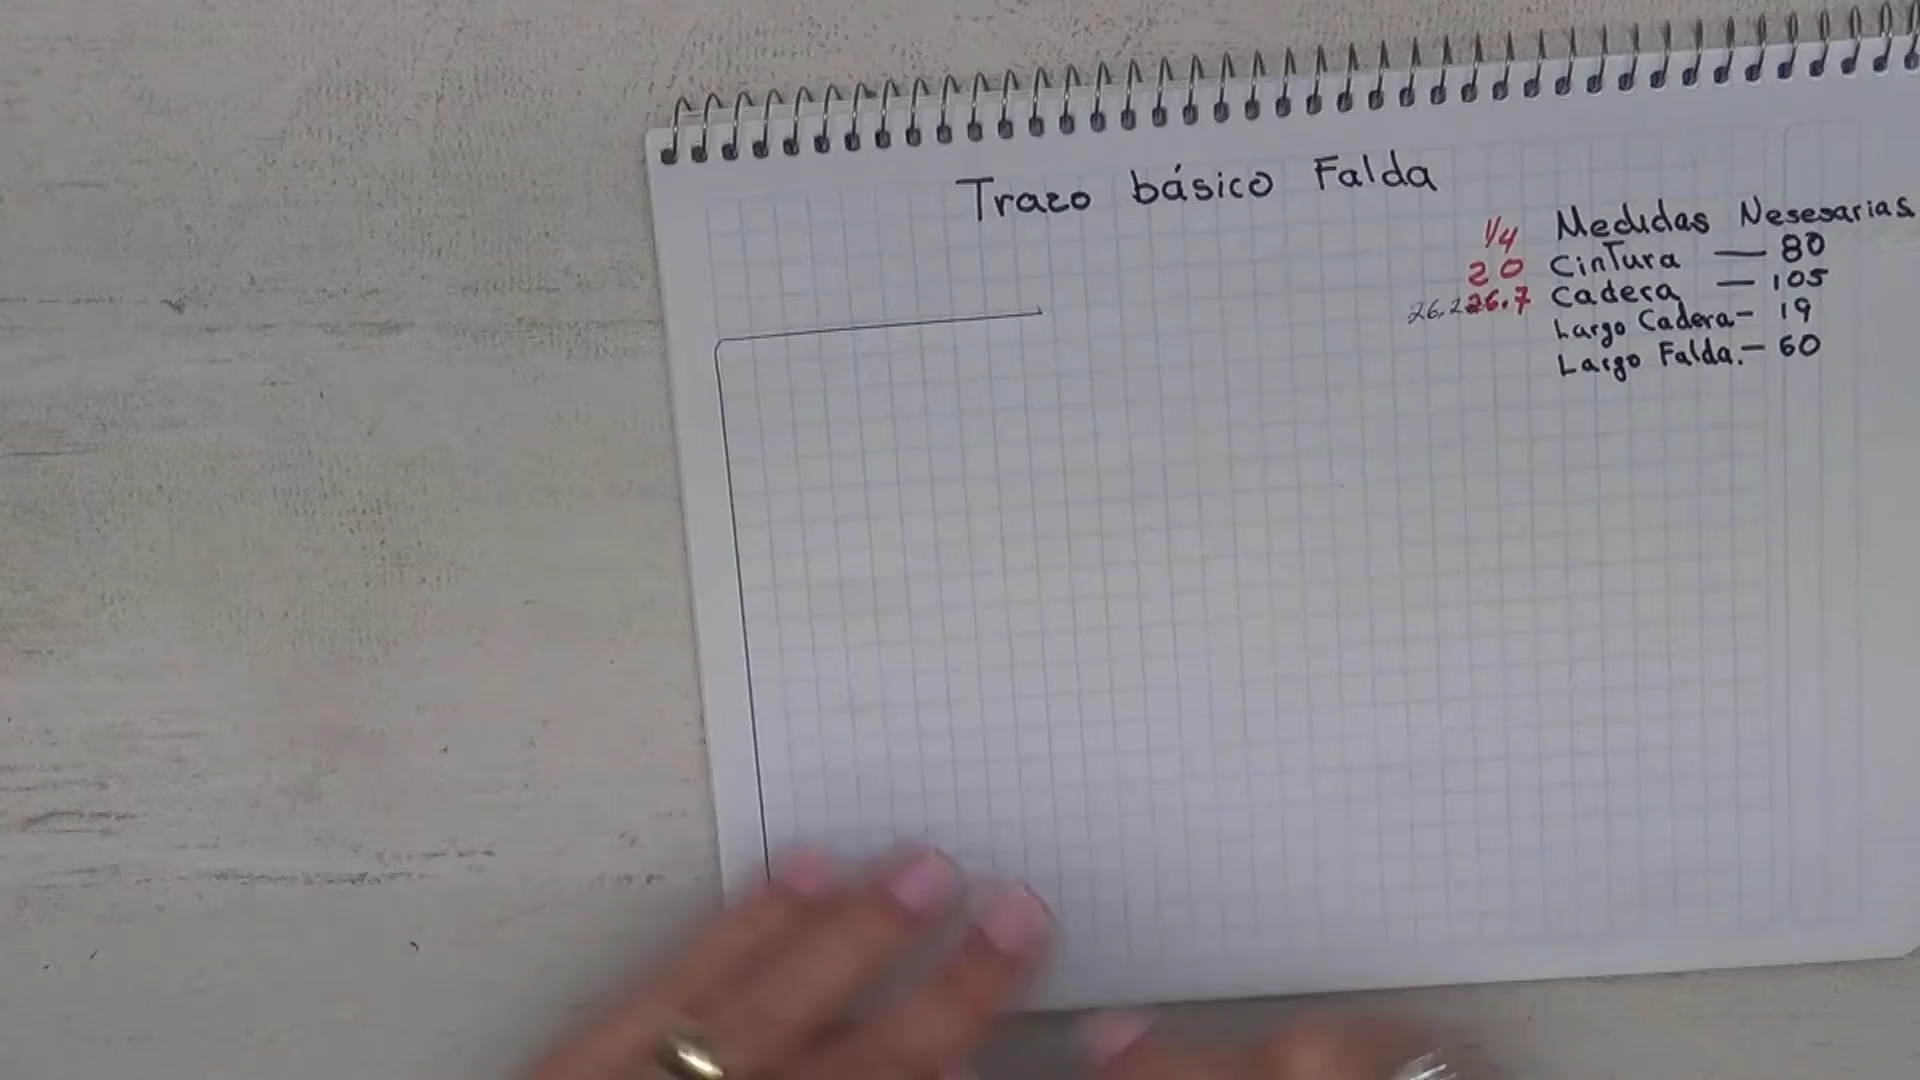 Trazo básico Falda
1/4 Medidas Nesesarias
20 Cintura — 80
26.2 26.7 Cadera — 105
Largo Cadera — 19
Largo Falda. — 60